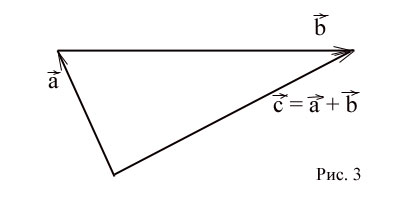 b⃗
a⃗
c⃗ = a⃗ + b⃗
Рис. 3